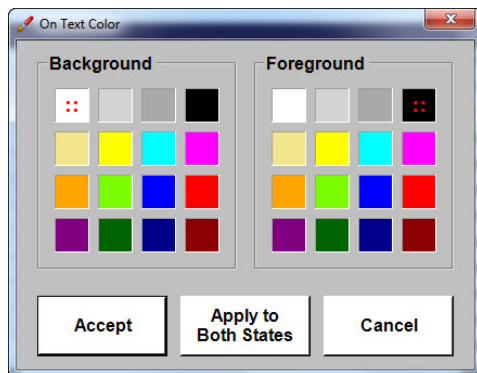 On Text Color
Background
Foreground
Accept
Apply to
Both States
Cancel